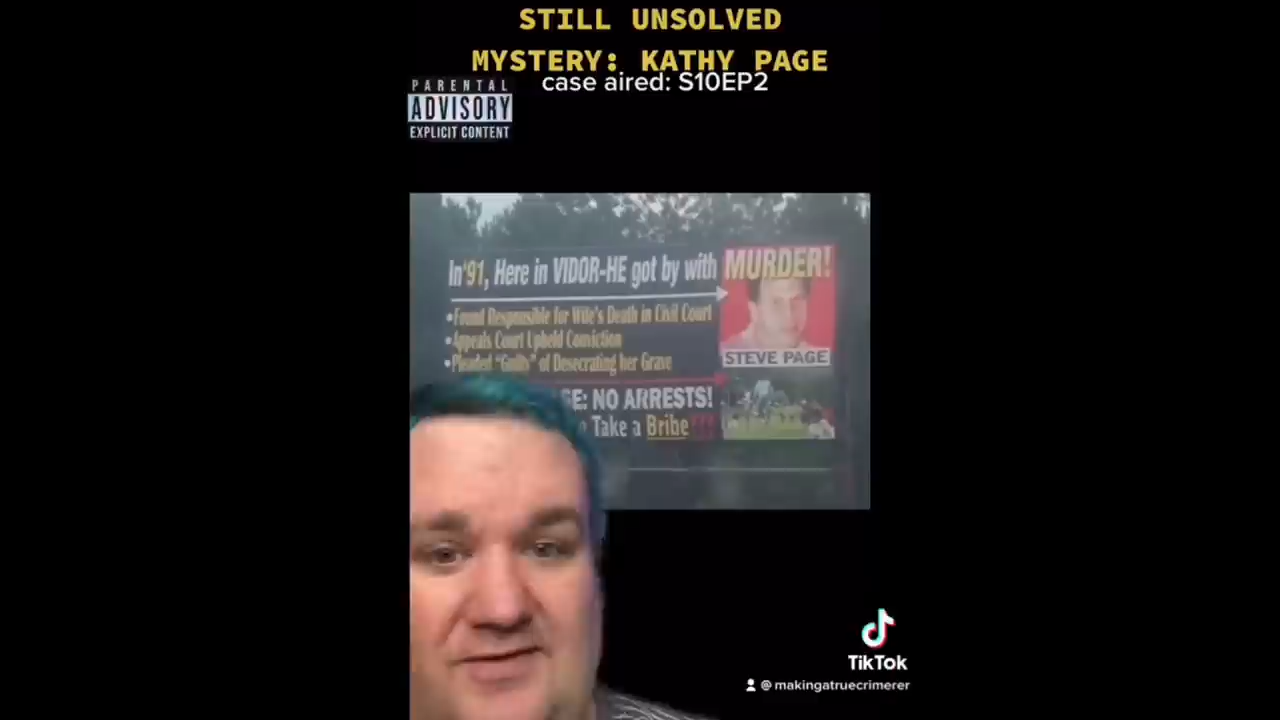 STILL UNSOLVED
MYSTERY: KATHY PAGE
case aired: S10EP2
PARENTAL
ADVISORY
EXPLICIT CONTENT
In '91, Here in VIDOR-HE got by with MURDER!
•Found Responsible for Wife's Death in Civil Court
•Appeals Court Upheld Conviction
•Pleaded "Guilty" of Desecrating her Grave
STEVE PAGE
SE: NO ARRESTS!
Take a Bribe!!!
TikTok
@makingatruecrimerer